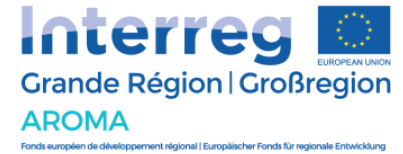 Interreg
EUROPEAN UNION
Grande Région | Großregion
AROMA
Fonds européen de développement régional | Europäischer Fonds für regionale Entwicklung